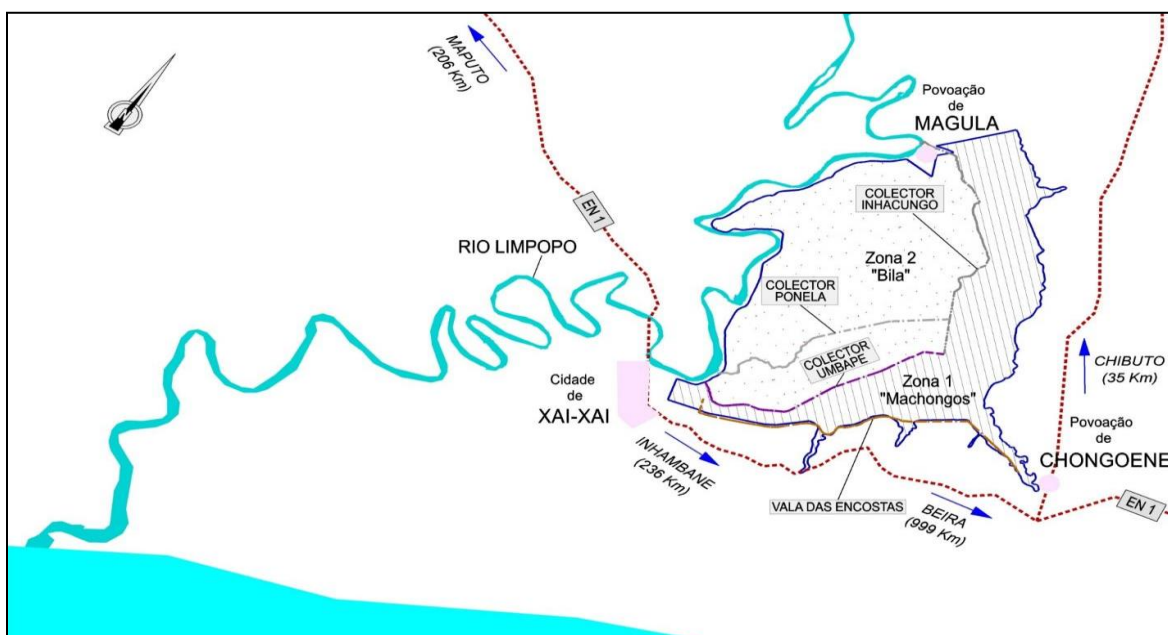 MAPUTO
(206 Km)
Povoação
de
MAGULA
COLECTOR
INHACUNGO
EN 1
RIO LIMPOPO
Zona 2
"Bila"
COLECTOR
PONELA
COLECTOR
UMBAPE
CHIBUTO
(35 Km)
Cidade
de
XAI-XAI
Zona 1
"Machongos"
Povoação
de
CHONGOENE
INHAMBANE
(236 Km)
VALA DAS ENCOSTAS
BEIRA
(999 Km)
EN 1